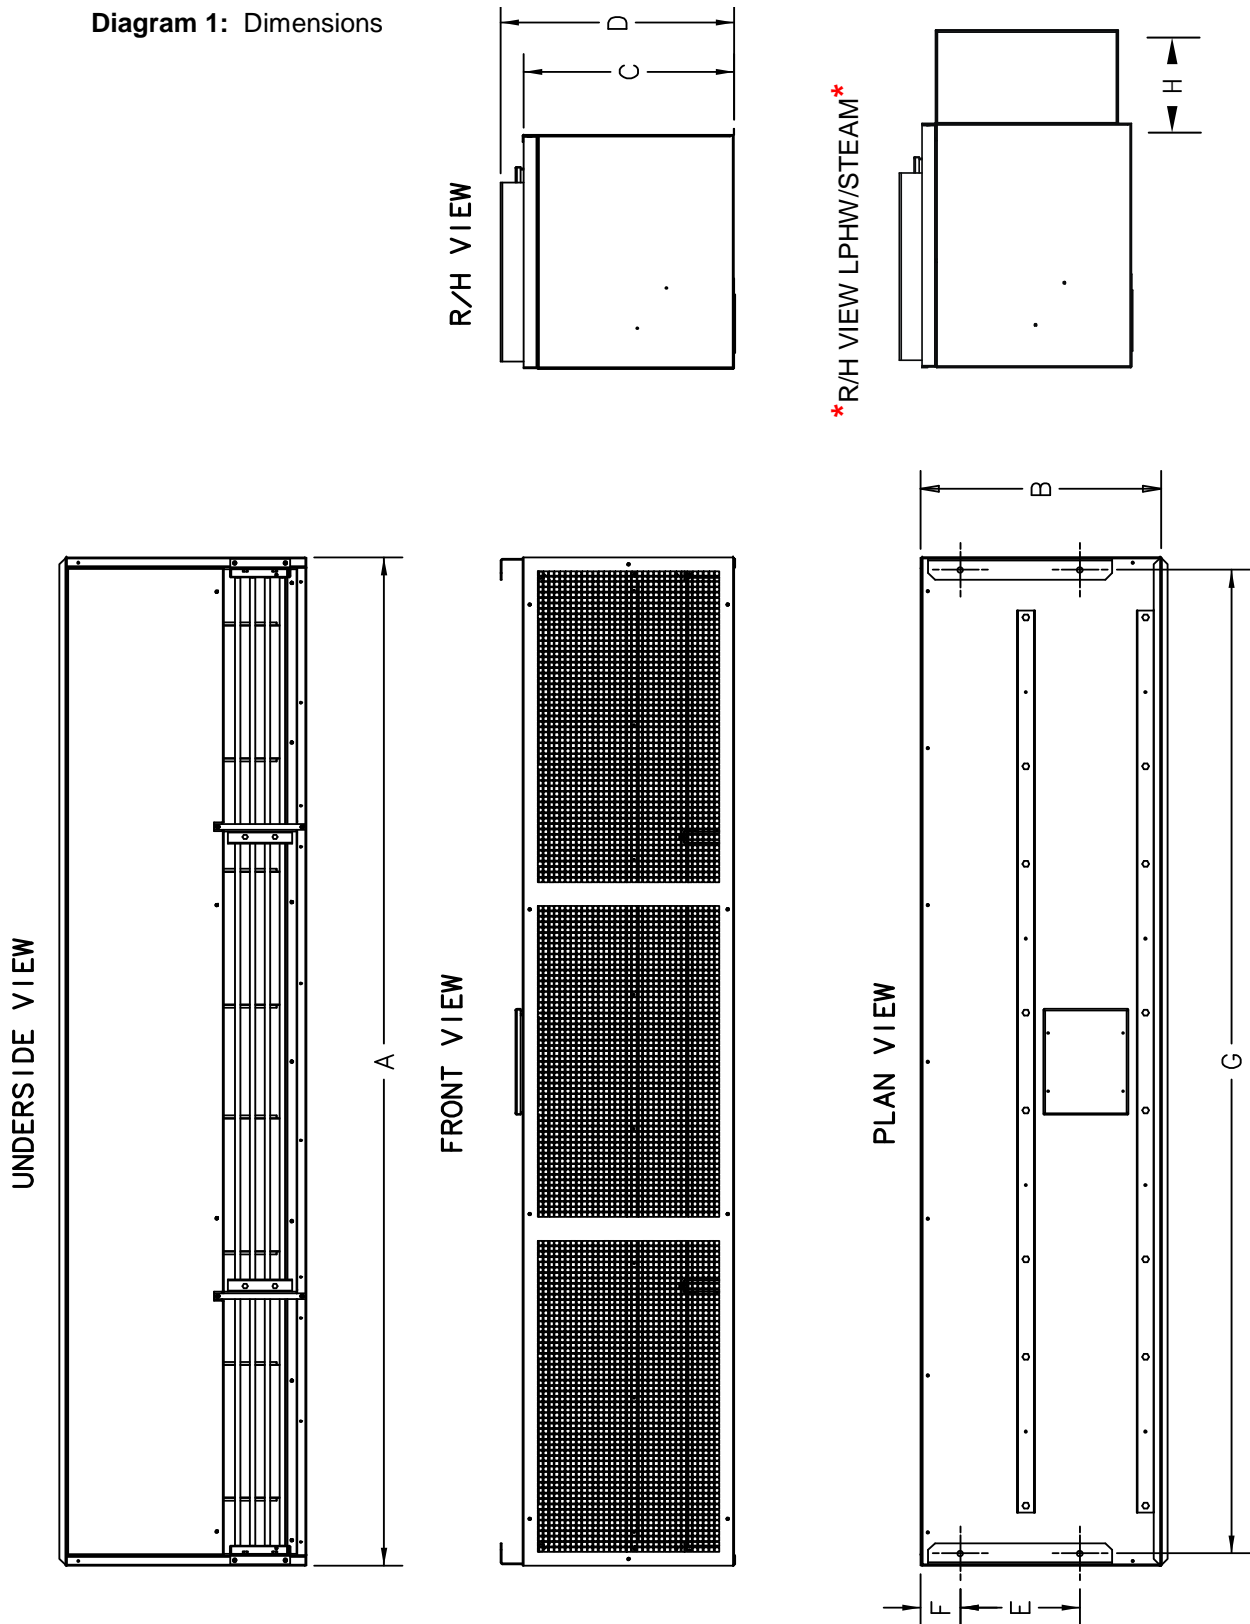 Diagram 1: Dimensions
D
C
R/H VIEW
H
*R/H VIEW LPHW/STEAM*
UNDERSIDE VIEW
A
FRONT VIEW
B
PLAN VIEW
G
F
E